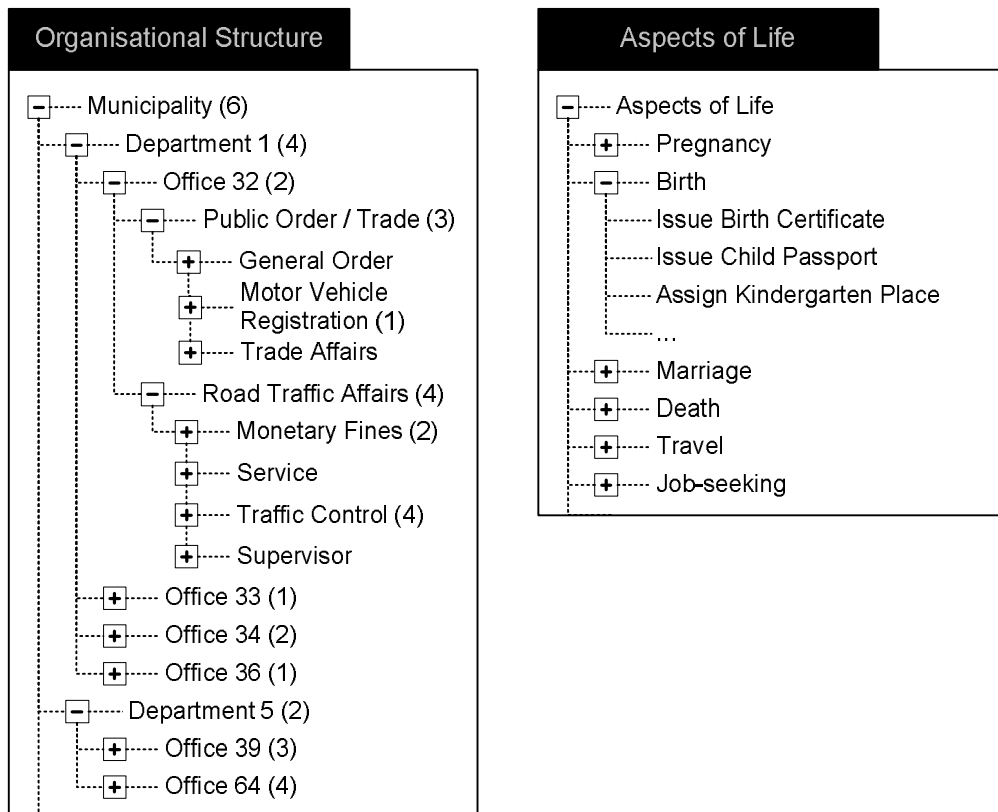 Organisational Structure
Municipality (6)
Department 1 (4)
Office 32 (2)
Public Order / Trade (3)
General Order
Motor Vehicle
Registration (1)
Trade Affairs
Road Traffic Affairs (4)
Monetary Fines (2)
Service
Traffic Control (4)
Supervisor
Office 33 (1)
Office 34 (2)
Office 36 (1)
Department 5 (2)
Office 39 (3)
Office 64 (4)
Aspects of Life
Aspects of Life
Pregnancy
Birth
Issue Birth Certificate
Issue Child Passport
Assign Kindergarten Place
...
Marriage
Death
Travel
Job-seeking